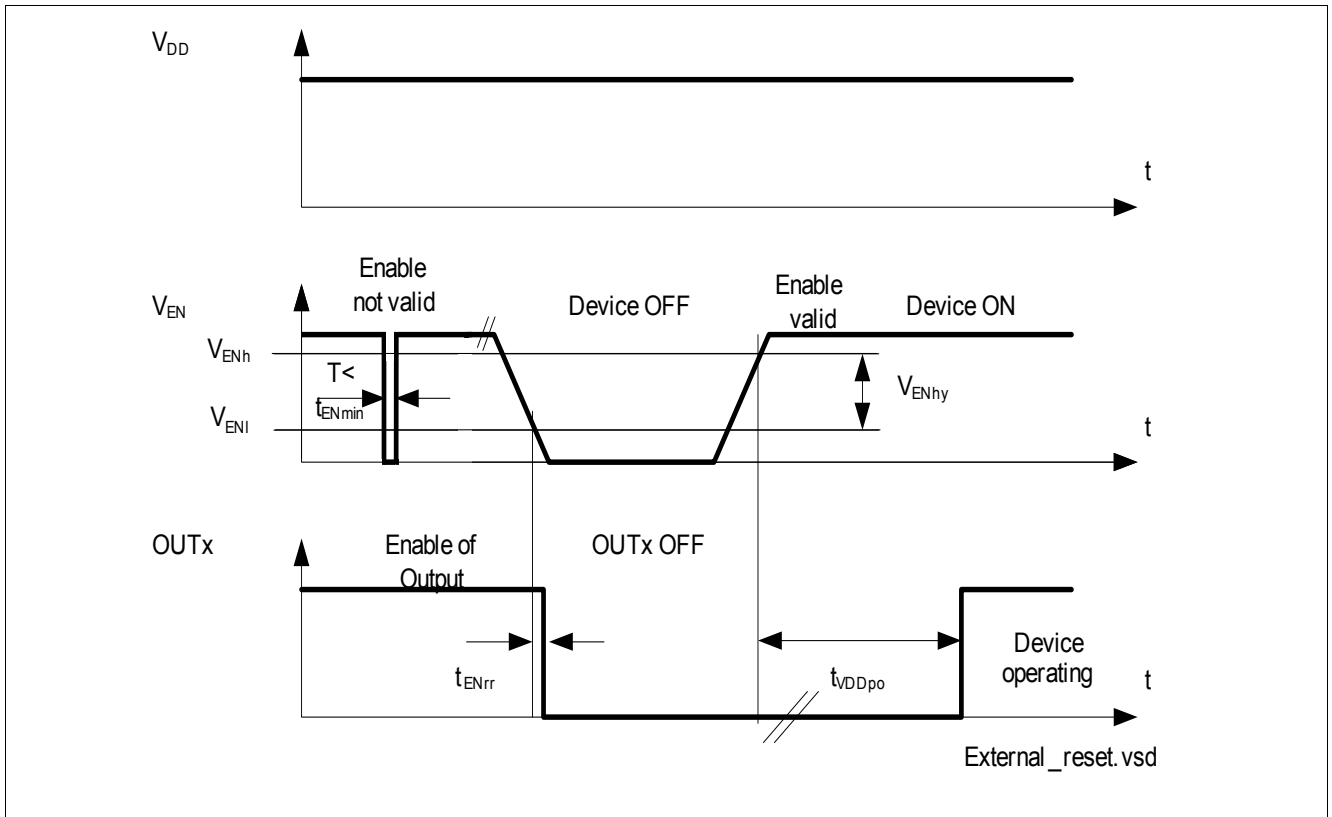 VDD
t
Enable
not valid
VEN
Device OFF
Enable
valid
Device ON
VENh
T<
tENmin
VENhy
VENl
t
OUTx
Enable of
Output
OUTx OFF
tENrr
tVDDpo
Device
operating
t
External_reset.vsd